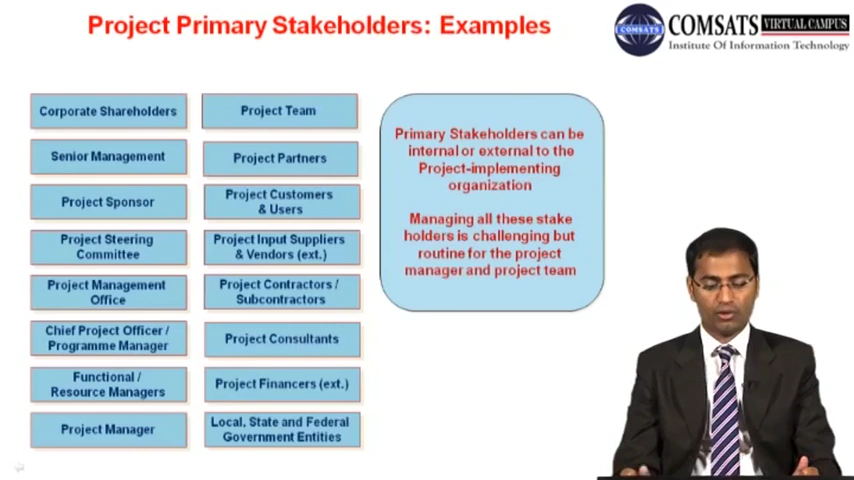 Project Primary Stakeholders: Examples
COMSATS
COMSATS VIRTUAL CAMPUS
Institute Of Information Technology
Corporate Shareholders
Senior Management
Project Sponsor
Project Steering
Committee
Project Management
Office
Chief Project Officer /
Programme Manager
Functional /
Resource Managers
Project Manager
Project Team
Project Partners
Project Customers
& Users
Project Input Suppliers
& Vendors (ext.)
Project Contractors /
Subcontractors
Project Consultants
Project Financers (ext.)
Local, State and Federal
Government Entities
Primary Stakeholders can be
internal or external to the
Project-implementing
organization
Managing all these stake
holders is challenging but
routine for the project
manager and project team